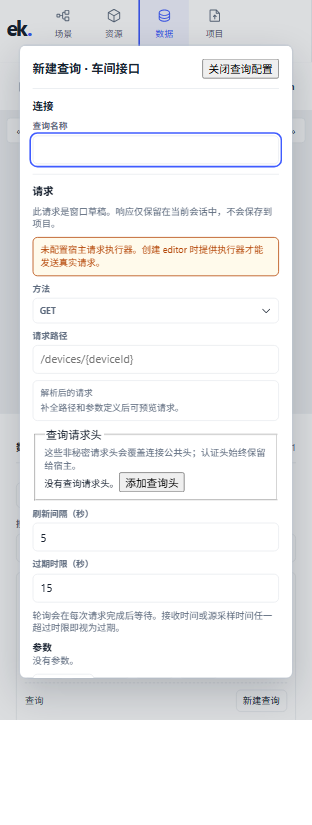 ek.
场景
资源
数据
项目
新建查询 · 车间接口
关闭查询配置
连接
查询名称
请求
此请求是窗口草稿。响应仅保留在当前会话中，不会保存到
项目。
未配置宿主请求执行器。创建 editor 时提供执行器才能
发送真实请求。
方法
GET
请求路径
/devices/{deviceId}
解析后的请求
补全路径和参数定义后可预览请求。
查询请求头
这些非秘密请求头会覆盖连接公共头；认证头始终保留
给宿主。
没有查询请求头。
添加查询头
刷新间隔（秒）
5
过期时限（秒）
15
轮询会在每次请求完成后等待。接收时间或源采样时间任一
超过时限即视为过期。
参数
没有参数。
查询
新建查询